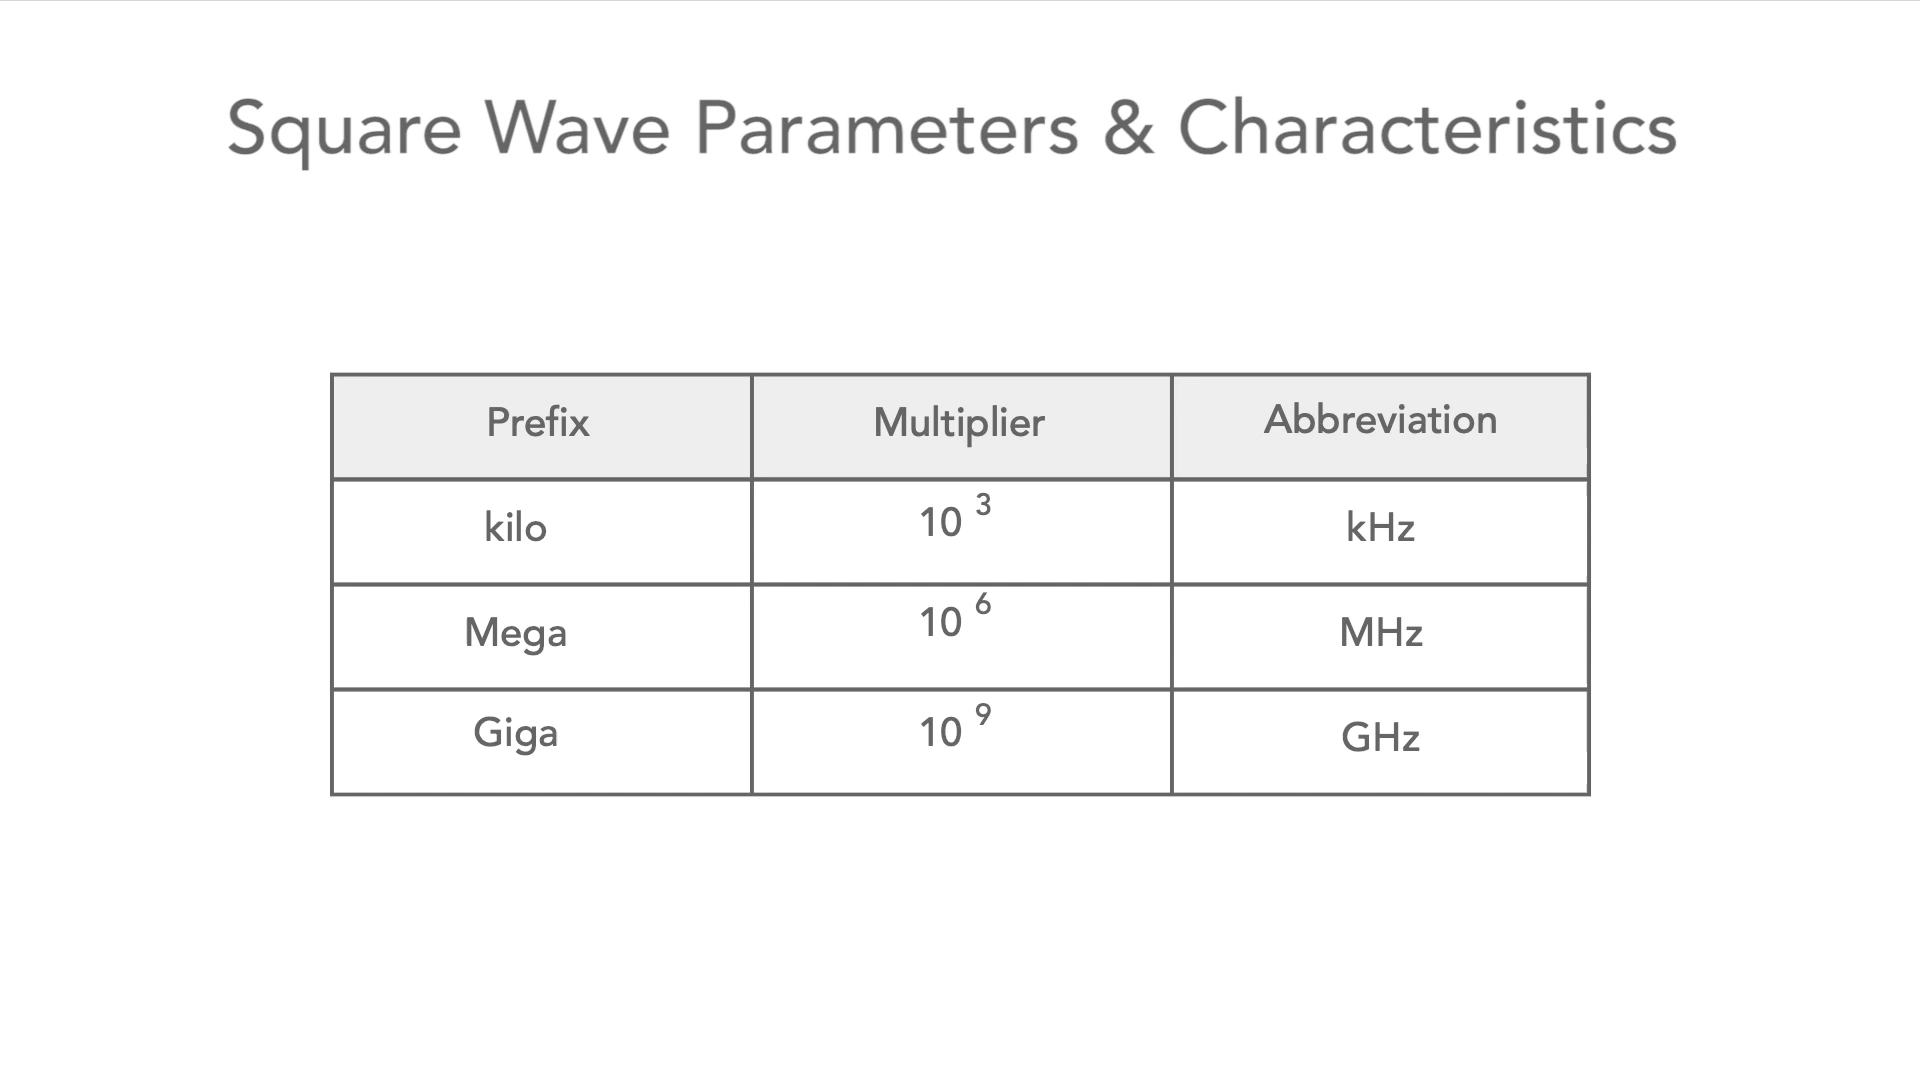 Square Wave Parameters & Characteristics
Prefix Multiplier Abbreviation
kilo 10 ³ kHz
Mega 10 ⁶ MHz
Giga 10 ⁹ GHz